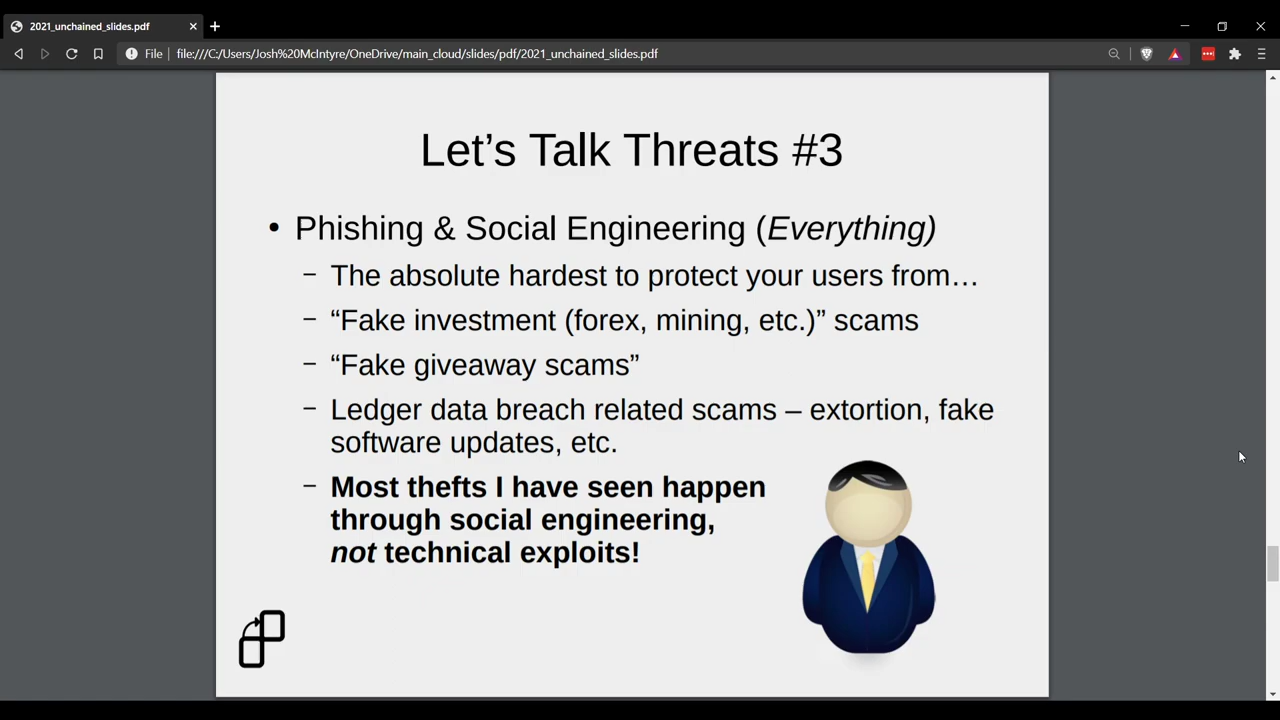 2021_unchained_slides.pdf
File
file:///C:/Users/Josh%20McIntyre/OneDrive/main_cloud/slides/pdf/2021_unchained_slides.pdf
Let’s Talk Threats #3
• Phishing & Social Engineering (Everything)
– The absolute hardest to protect your users from…
– “Fake investment (forex, mining, etc.)” scams
– “Fake giveaway scams”
– Ledger data breach related scams – extortion, fake
software updates, etc.
– Most thefts I have seen happen
through social engineering,
not technical exploits!